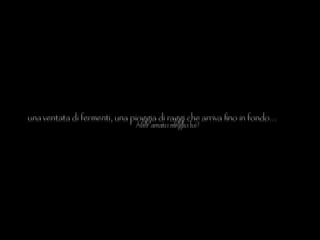 una ventata di fermenti, una pioggia di raggi che arriva fino in fondo...